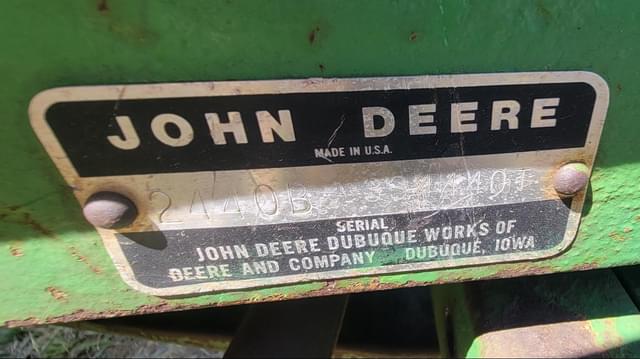 JOHN DEERE
MADE IN U.S.A.
2440B
SERIAL
JOHN DEERE DUBUQUE WORKS OF
DEERE AND COMPANY DUBUQUE, IOWA